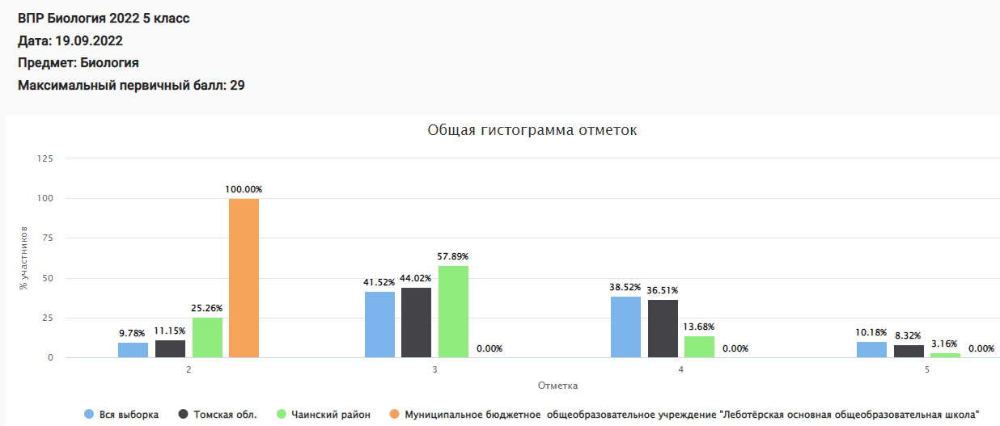 ВПР Биология 2022 5 класс
Дата: 19.09.2022
Предмет: Биология
Максимальный первичный балл: 29
Общая гистограмма отметок
% участников
125
100
75
50
25
0
9.78% 11.15% 25.26% 100.00%
41.52% 44.02% 57.89% 0.00%
38.52% 36.51% 13.68% 0.00%
10.18% 8.32% 3.16% 0.00%
2 3 4 5
Отметка
Вся выборка Томская обл. Чаинский район Муниципальное бюджетное общеобразовательное учреждение "Леботёрская основная общеобразовательная школа"